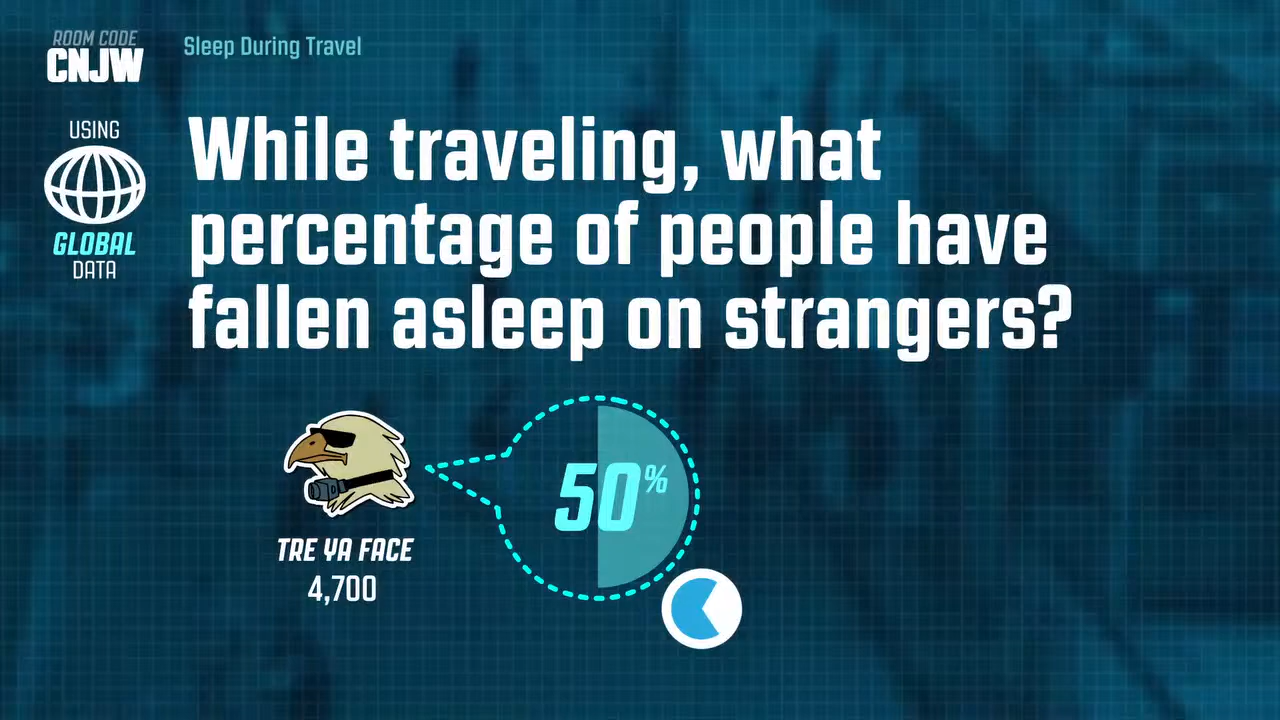 ROOM CODE
CNJW
Sleep During Travel
USING
GLOBAL
DATA
While traveling, what
percentage of people have
fallen asleep on strangers?
50%
TRE YA FACE
4,700